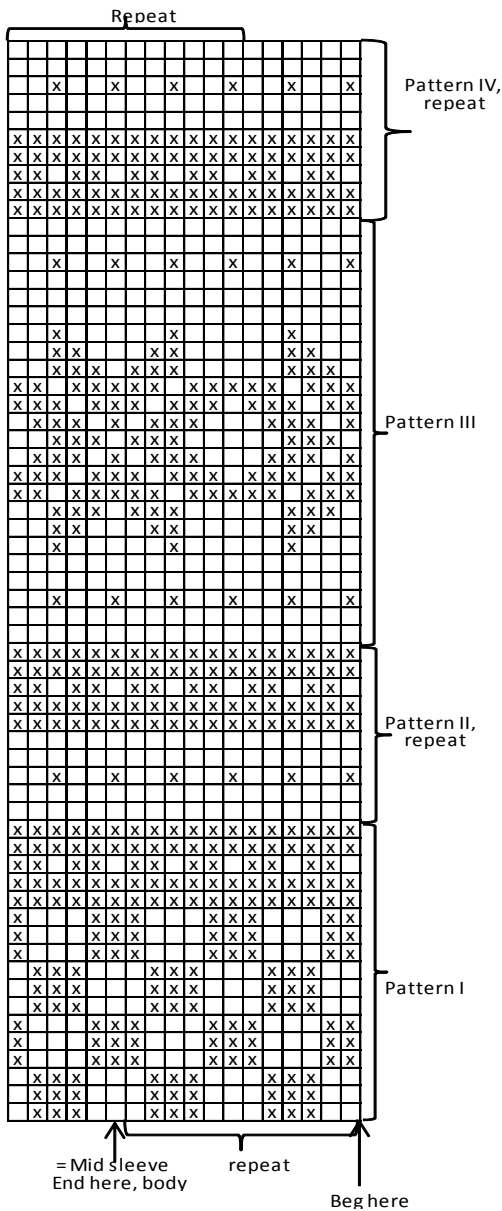 Repeat
Pattern IV,
repeat
Pattern III
Pattern II,
repeat
Pattern I
= Mid sleeve
End here, body
repeat
Beg here